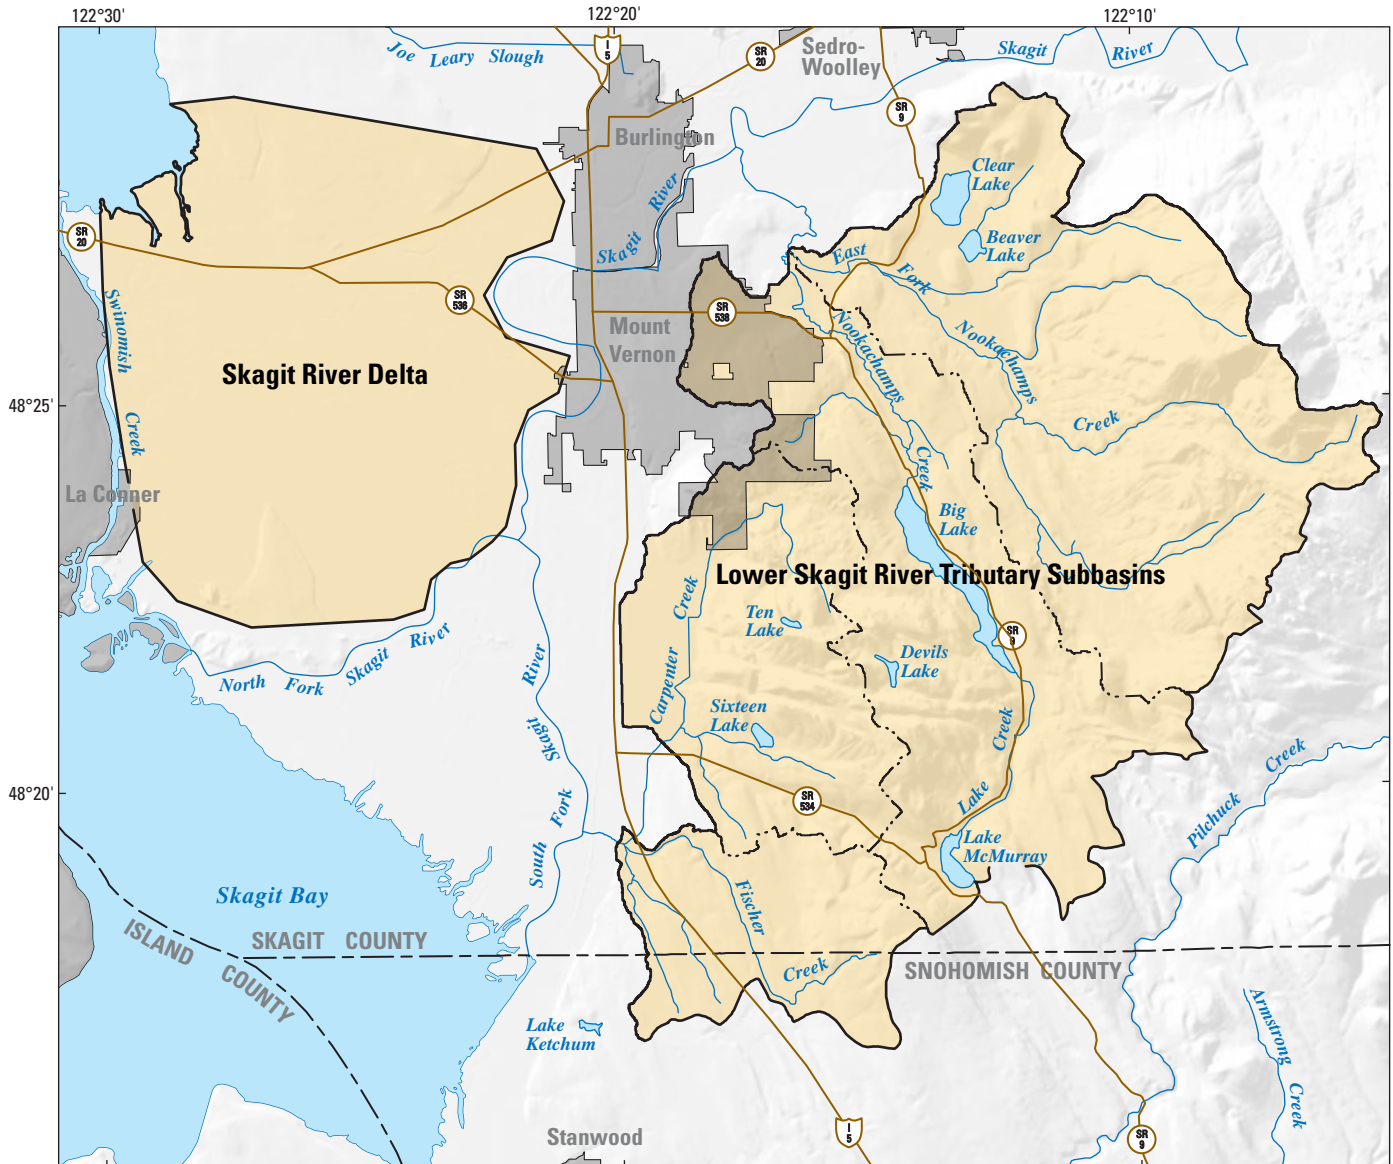 122°30'
122°20'
122°10'
Joe Leary Slough
I
5
SR
20
Sedro-
Woolley
Skagit River
SR
9
Burlington
Clear
Lake
River
Skagit
SR
20
East
Fork
Beaver
Lake
Swinomish
Creek
SR
536
SR
538
Mount
Vernon
Nookachamps
Creek
Nookachamps
Creek
Skagit River Delta
48°25'
La Conner
Big
Lake
Lower Skagit River Tributary Subbasins
Creek
Carpenter
Ten
Lake
SR
9
Devils
Lake
North Fork Skagit River
River
Skagit
Fork
South
Sixteen
Lake
Creek
Lake
Creek
Pilchuck
48°20'
SR
534
Lake
McMurray
Fischer
Creek
Skagit Bay
ISLAND COUNTY
SKAGIT COUNTY
SNOHOMISH COUNTY
Lake
Ketchum
Armstrong
Creek
Stanwood
I
5
SR
9